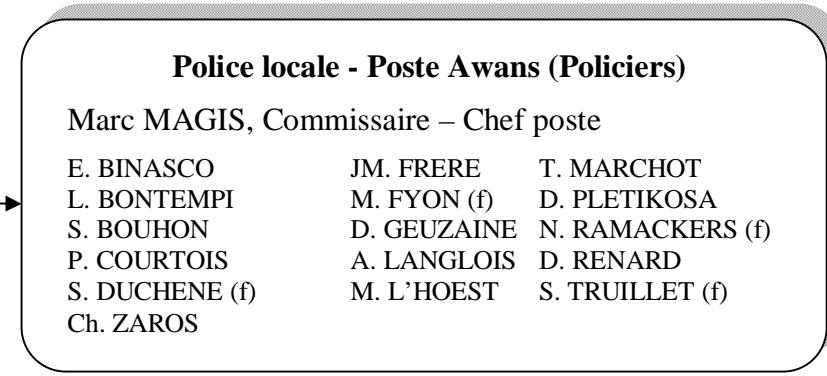 Police locale - Poste Awans (Policiers)
Marc MAGIS, Commissaire – Chef poste
E. BINASCO JM. FRERE T. MARCHOT
L. BONTEMPI M. FYON (f) D. PLETIKOSA
S. BOUHON D. GEUZAINE N. RAMACKERS (f)
P. COURTOIS A. LANGLOIS D. RENARD
S. DUCHENE (f) M. L’HOEST S. TRUILLET (f)
Ch. ZAROS